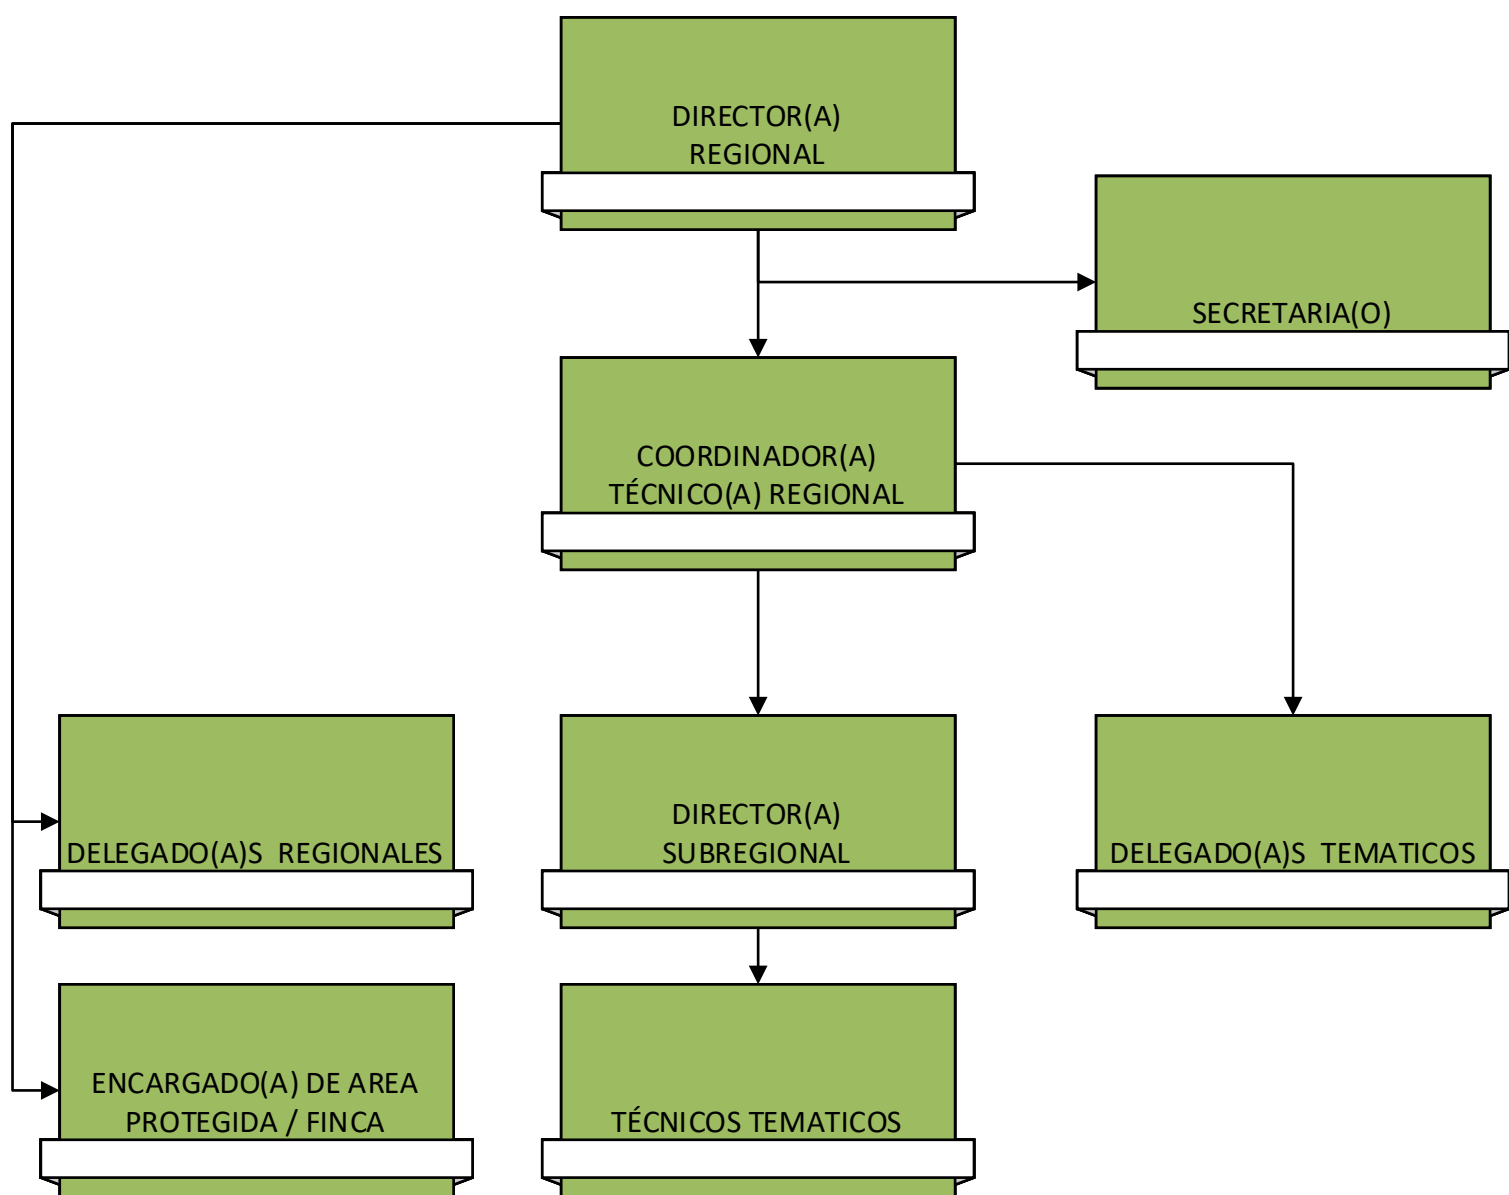 DIRECTOR(A)
REGIONAL
SECRETARIA(O)
COORDINADOR(A)
TÉCNICO(A) REGIONAL
DELEGADO(A)S REGIONALES
DIRECTOR(A)
SUBREGIONAL
DELEGADO(A)S TEMATICOS
ENCARGADO(A) DE AREA
PROTEGIDA / FINCA
TÉCNICOS TEMATICOS